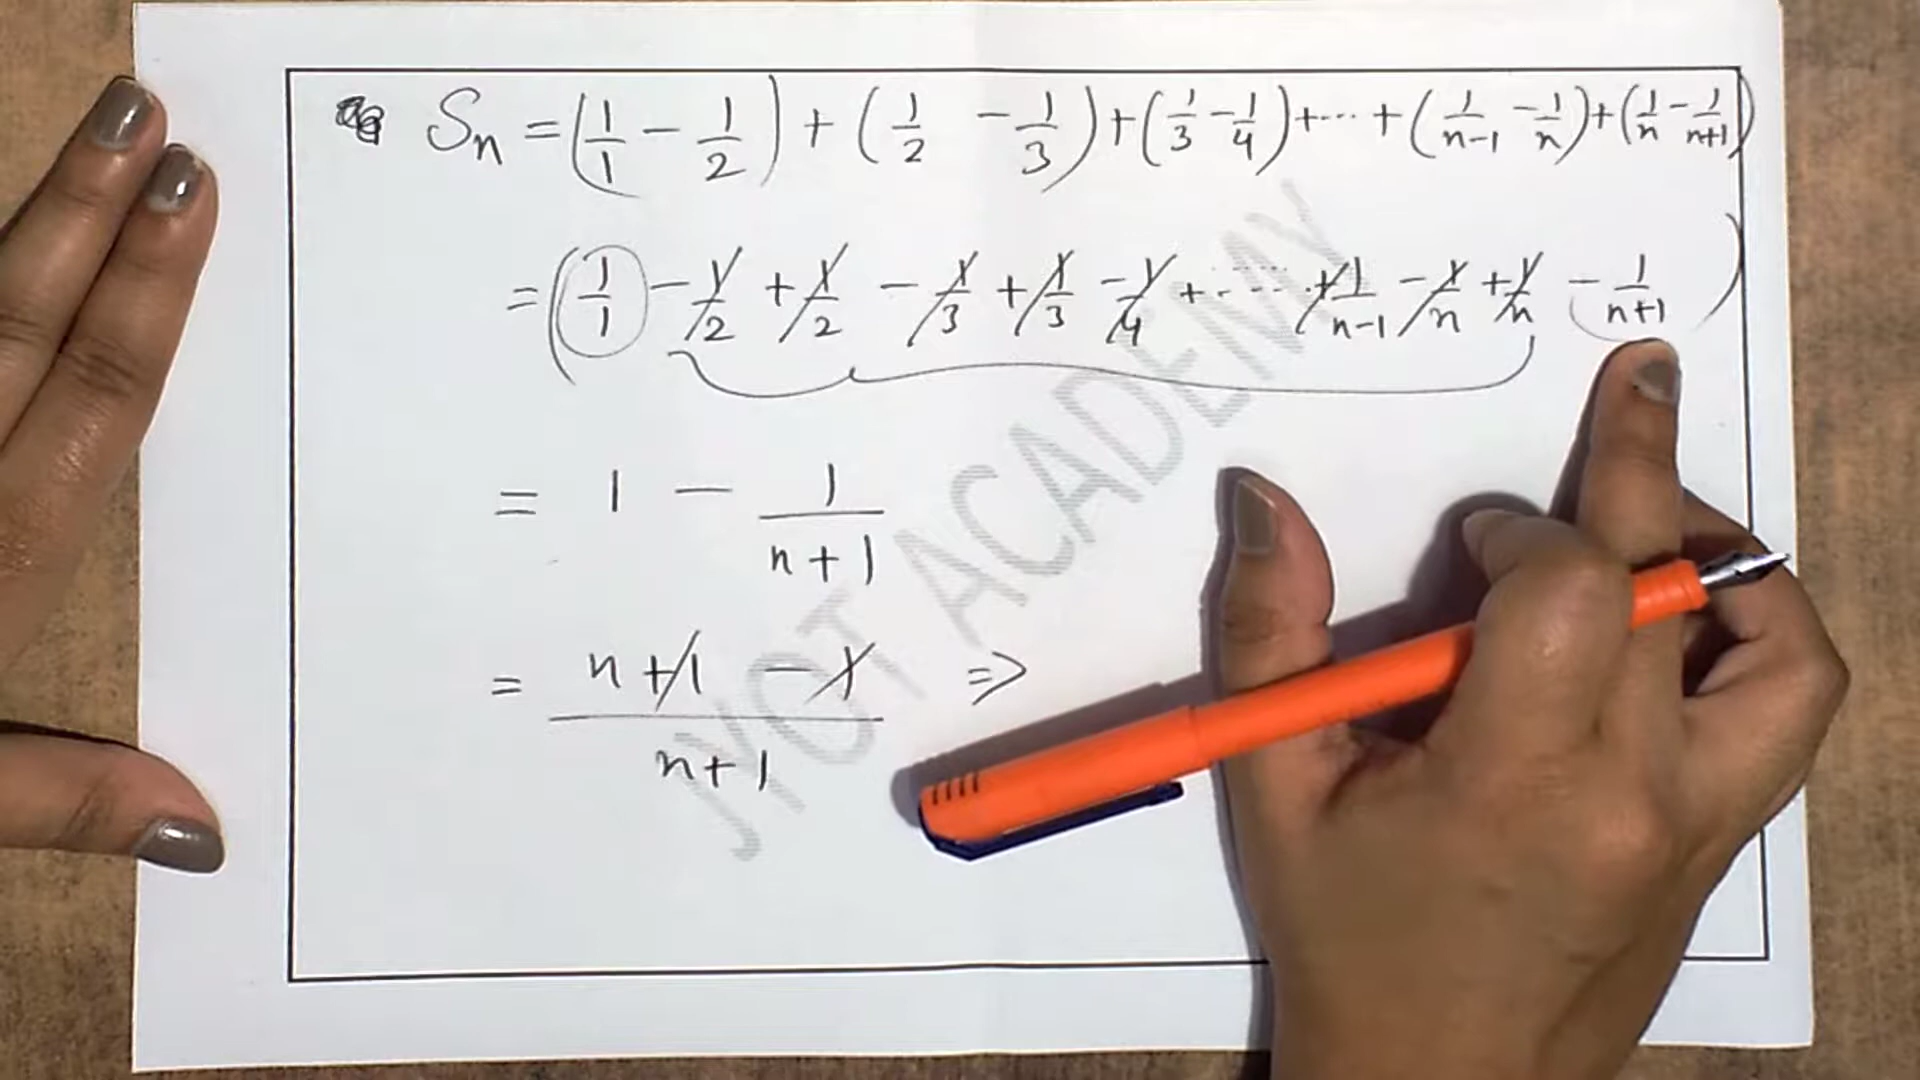 Sn = (1/1 - 1/2) + (1/2 - 1/3) + (1/3 - 1/4) + ... + (1/n-1 - 1/n) + (1/n - 1/n+1)
= (1/1 - 1/2 + 1/2 - 1/3 + 1/3 - 1/4 + ...... + 1/n-1 - 1/n + 1/n - 1/n+1)
= 1 - 1/n+1
= n+1 - 1/n+1 ⇒
JYOT ACADEMY